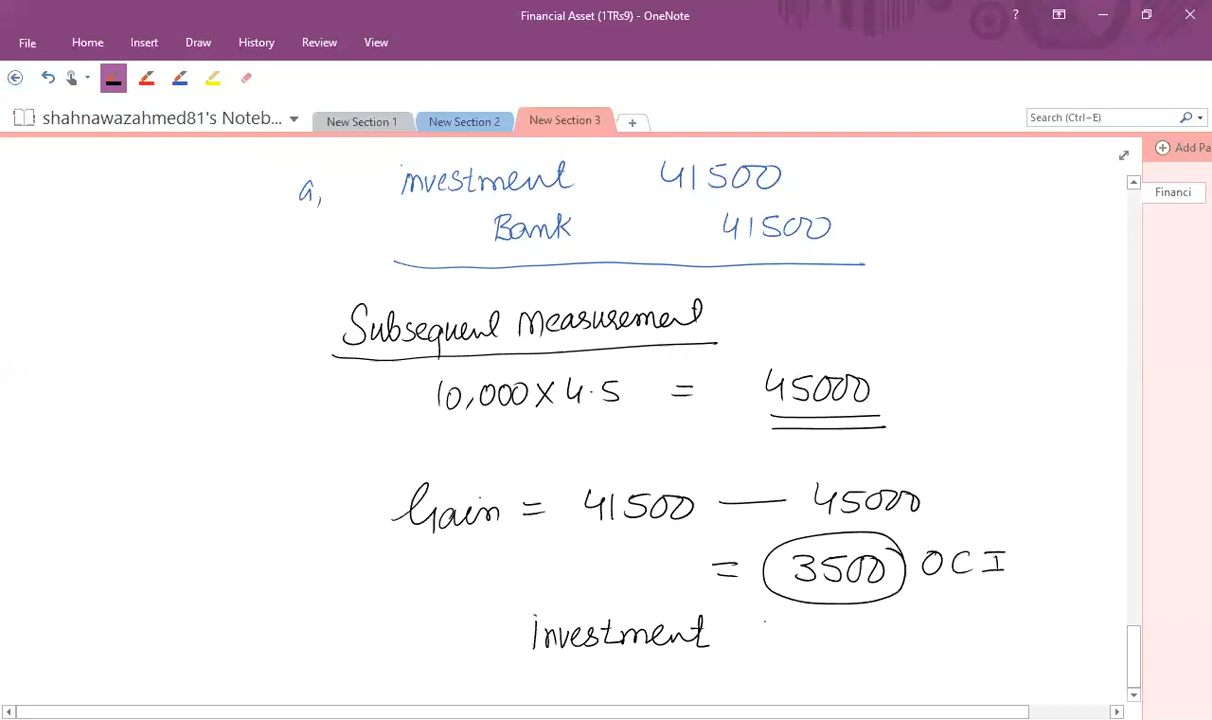 Financial Asset (1TRs9) - OneNote
?
File Home Insert Draw History Review View
shahnawazahmed81's Noteb... New Section 1 New Section 2 New Section 3 + Search (Ctrl+E)
Add Pa
Financi
a, investment 41500
Bank 41500
Subsequent Measurement
10,000 X 4.5 = 45000
Gain = 41500 — 45000
= 3500 OCI
investment